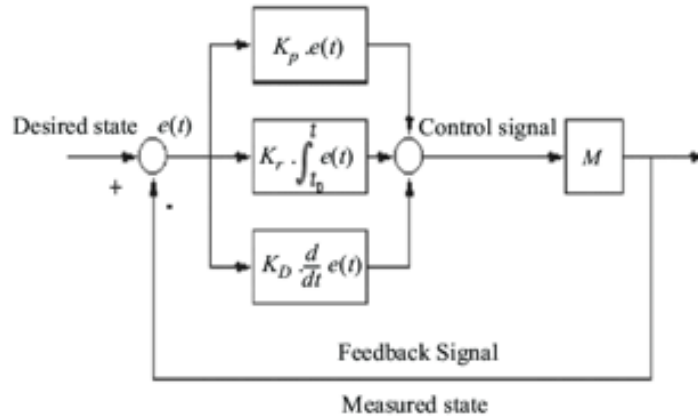 K_p .e(t)
Desired state e(t)
+
-
K_r . ∫_{t_0}^{t} e(t)
Control signal
M
K_D . d/dt e(t)
Feedback Signal
Measured state